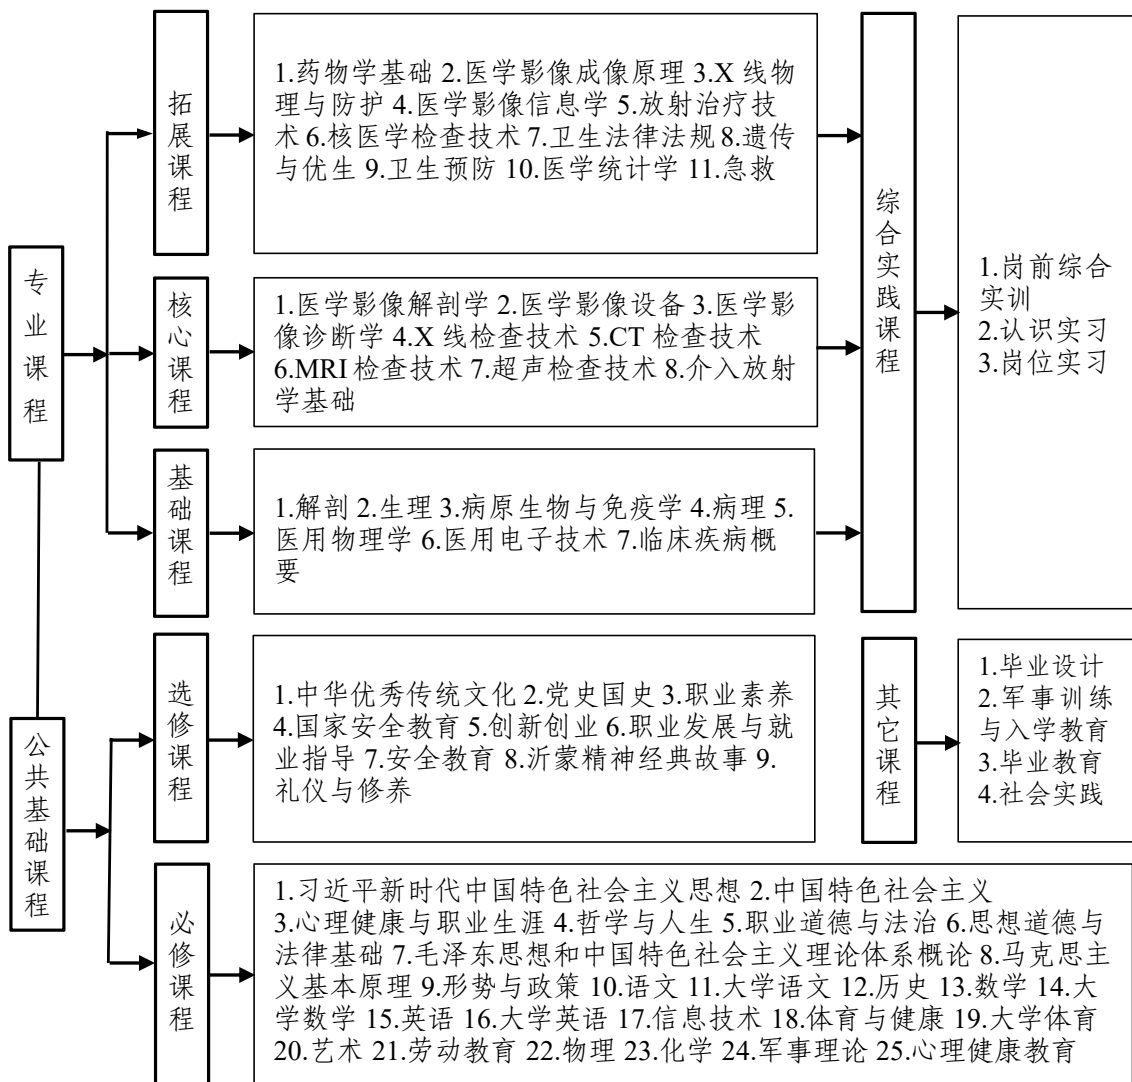 专业课程
拓展课程
1.药物学基础 2.医学影像成像原理 3.X 线物
理与防护 4.医学影像信息学 5.放射治疗技
术 6.核医学检查技术 7.卫生法律法规 8.遗传
与优生 9.卫生预防 10.医学统计学 11.急救
核心课程
1.医学影像解剖学 2.医学影像设备 3.医学影
像诊断学 4.X 线检查技术 5.CT 检查技术
6.MRI 检查技术 7.超声检查技术 8.介入放射
学基础
基础课程
1.解剖 2.生理 3.病原生物与免疫学 4.病理 5.
医用物理学 6.医用电子技术 7.临床疾病概
要
综合实践课程
1.岗前综合
实训
2.认识实习
3.岗位实习
公共基础课程
选修课程
1.中华优秀传统文化 2.党史国史 3.职业素养
4.国家安全教育 5.创新创业 6.职业发展与就
业指导 7.安全教育 8.沂蒙精神经典故事 9.
礼仪与修养
其它课程
1.毕业设计
2.军事训练
与入学教育
3.毕业教育
4.社会实践
必修课程
1.习近平新时代中国特色社会主义思想 2.中国特色社会主义
3.心理健康与职业生涯 4.哲学与人生 5.职业道德与法治 6.思想道德与
法律基础 7.毛泽东思想和中国特色社会主义理论体系概论 8.马克思主
义基本原理 9.形势与政策 10.语文 11.大学语文 12.历史 13.数学 14.大
学数学 15.英语 16.大学英语 17.信息技术 18.体育与健康 19.大学体育
20.艺术 21.劳动教育 22.物理 23.化学 24.军事理论 25.心理健康教育